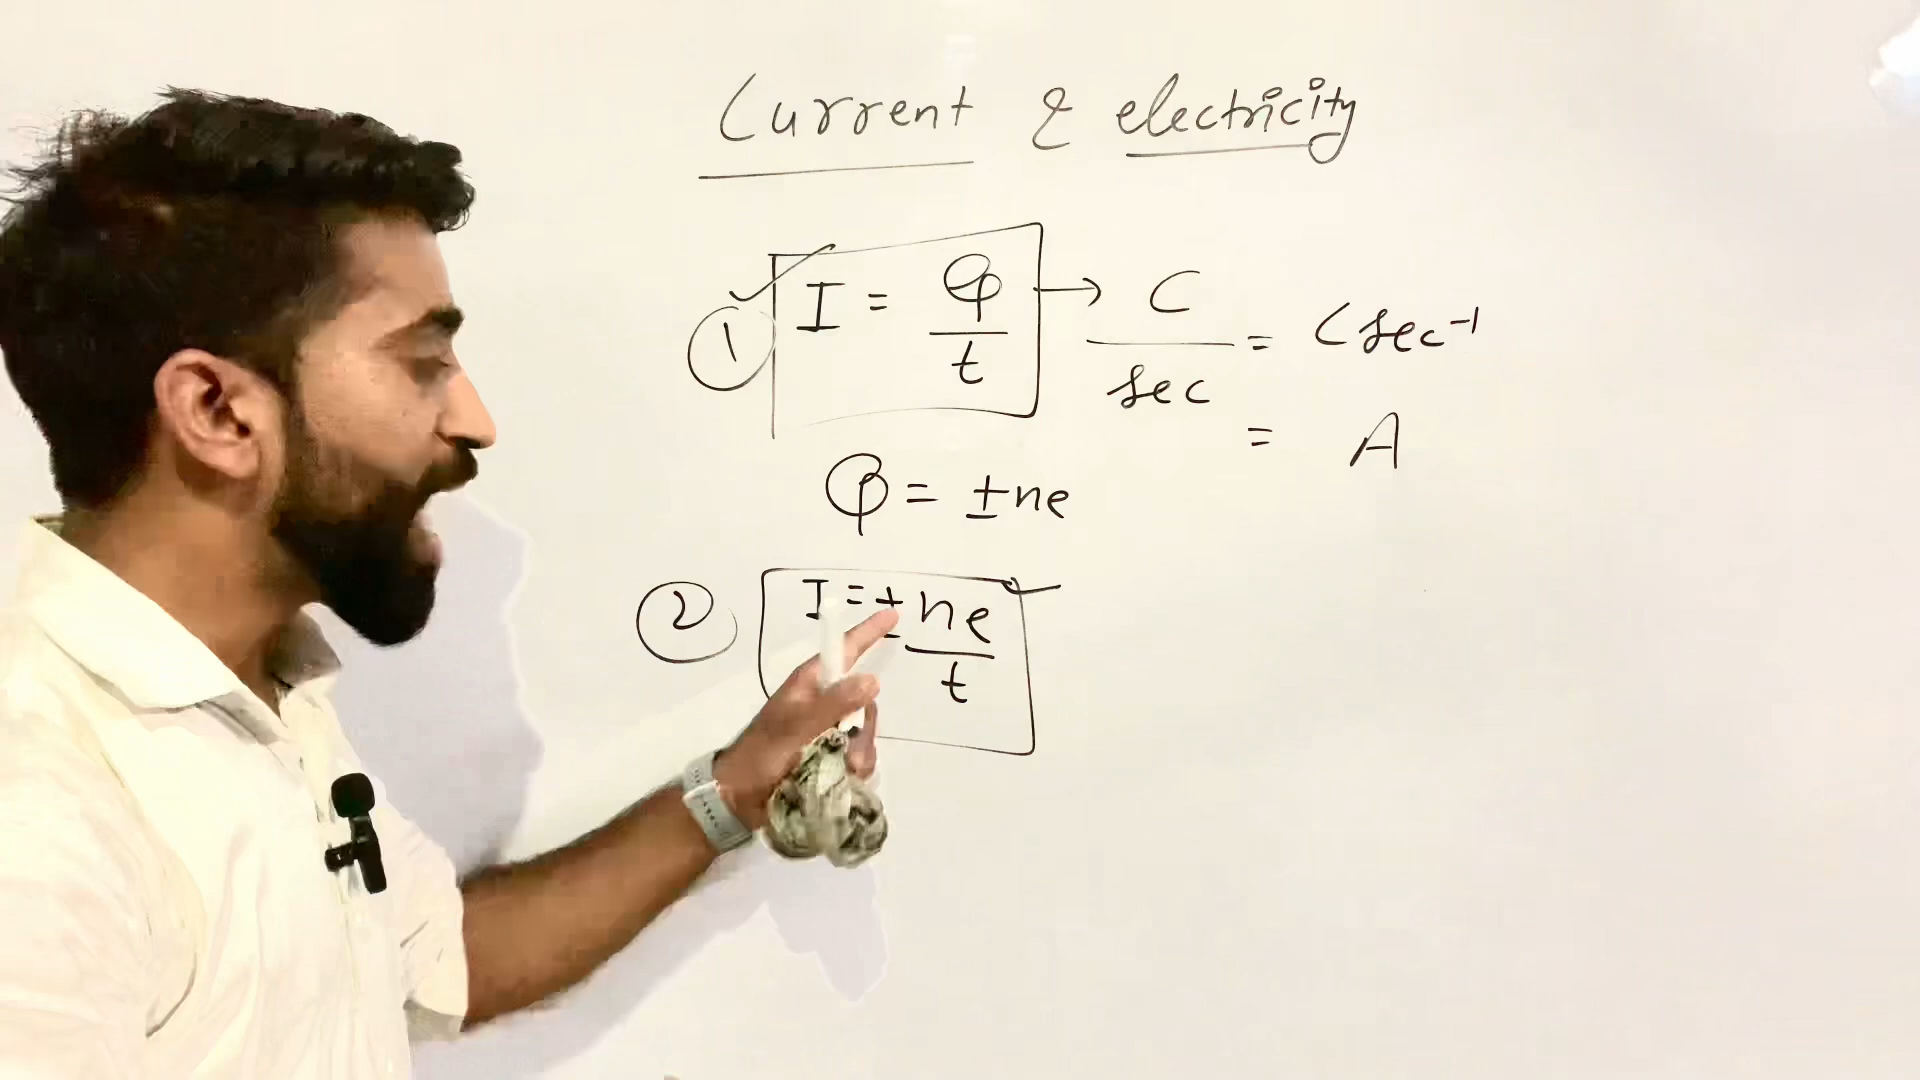 Current & electricity
① I = Q/t → C/sec = C sec⁻¹
= A
Q = ±ne
② I = ±ne/t